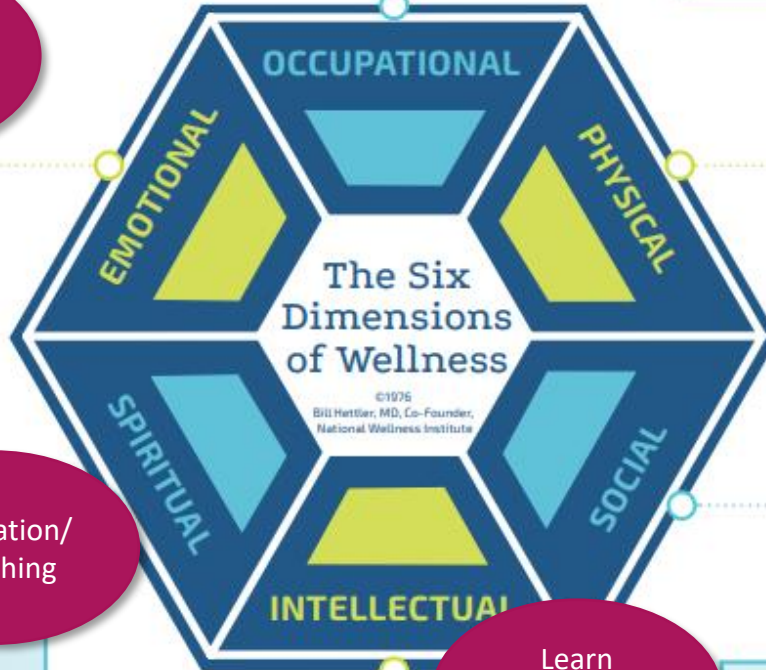 OCCUPATIONAL
EMOTIONAL
PHYSICAL
The Six
Dimensions
of Wellness
©1976
Bill Hettler, MD, Co-Founder,
National Wellness Institute
SPIRITUAL
SOCIAL
ation/
hing
INTELLECTUAL
Learn